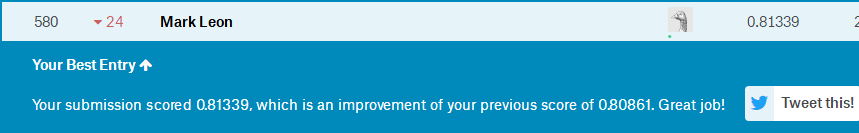 580 24 Mark Leon 0.81339
Your Best Entry
Your submission scored 0.81339, which is an improvement of your previous score of 0.80861. Great job! Tweet this!